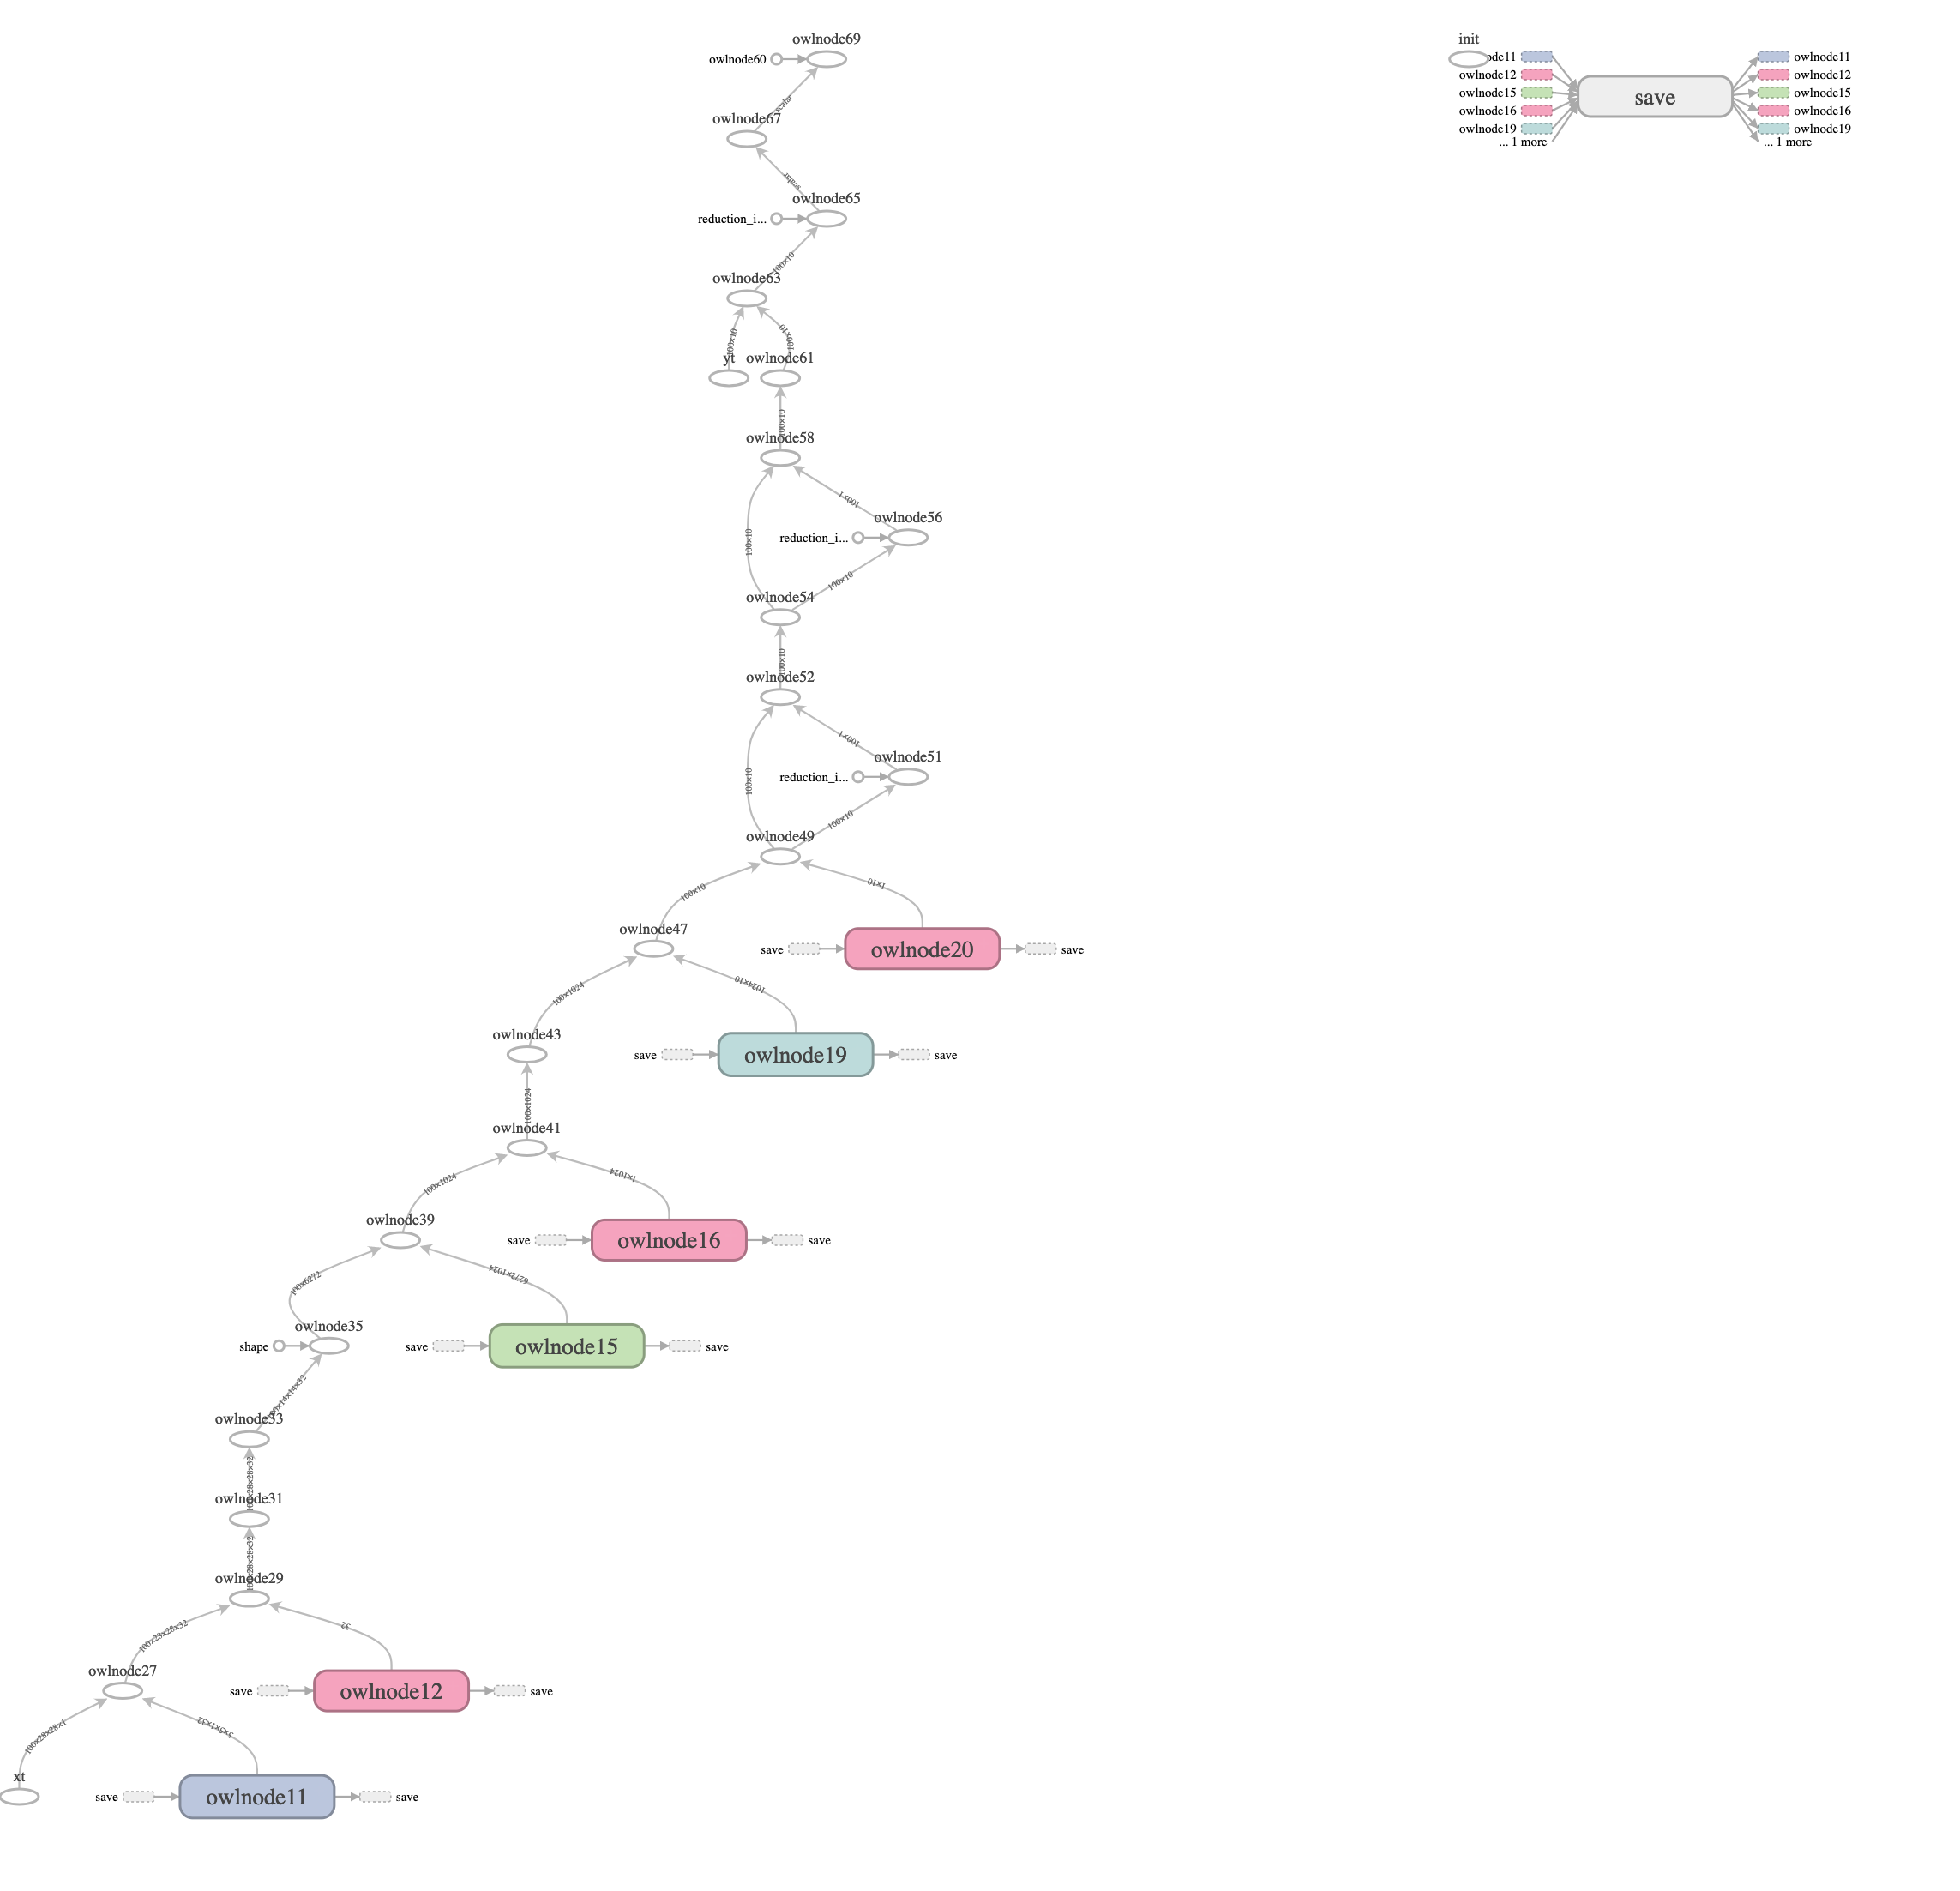 owlnode69
owlnode60
scalar
owlnode67
scalar
owlnode65
reduction_i...
100×10
owlnode63
100×10
100×10
yt
owlnode61
100×10
owlnode58
100×1
owlnode56
reduction_i...
100×10
100×10
owlnode54
100×10
owlnode52
100×1
owlnode51
reduction_i...
100×10
100×10
owlnode49
100×10
1×10
owlnode47
save
owlnode20
save
100×1024
1024×10
owlnode43
save
owlnode19
save
100×1024
owlnode41
100×1024
1×1024
owlnode39
save
owlnode16
save
100×6272
6272×1024
owlnode35
shape
save
owlnode15
save
100×14×14×32
owlnode33
100×28×28×32
owlnode31
100×28×28×32
owlnode29
100×28×28×32
32
owlnode27
save
owlnode12
save
100×28×28×1
5×5×1×32
xt
save
owlnode11
save
init
de11
owlnode12
owlnode15
owlnode16
owlnode19
... 1 more
save
owlnode11
owlnode12
owlnode15
owlnode16
owlnode19
... 1 more